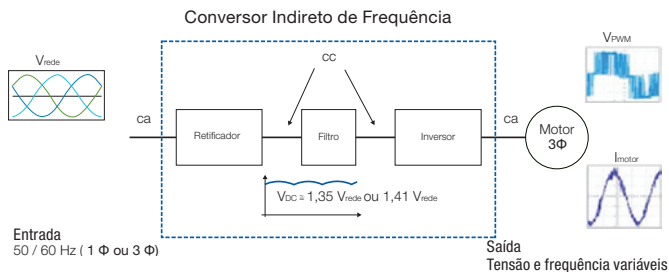 Conversor Indireto de Frequência
Vrede
VPWM
cc
ca
Retificador
Filtro
Inversor
ca
Motor
3Φ
Imotor
VDC ≅ 1,35 Vrede ou 1,41 Vrede
Entrada
50 / 60 Hz ( 1 Φ ou 3 Φ)
Saída
Tensão e frequência variáveis